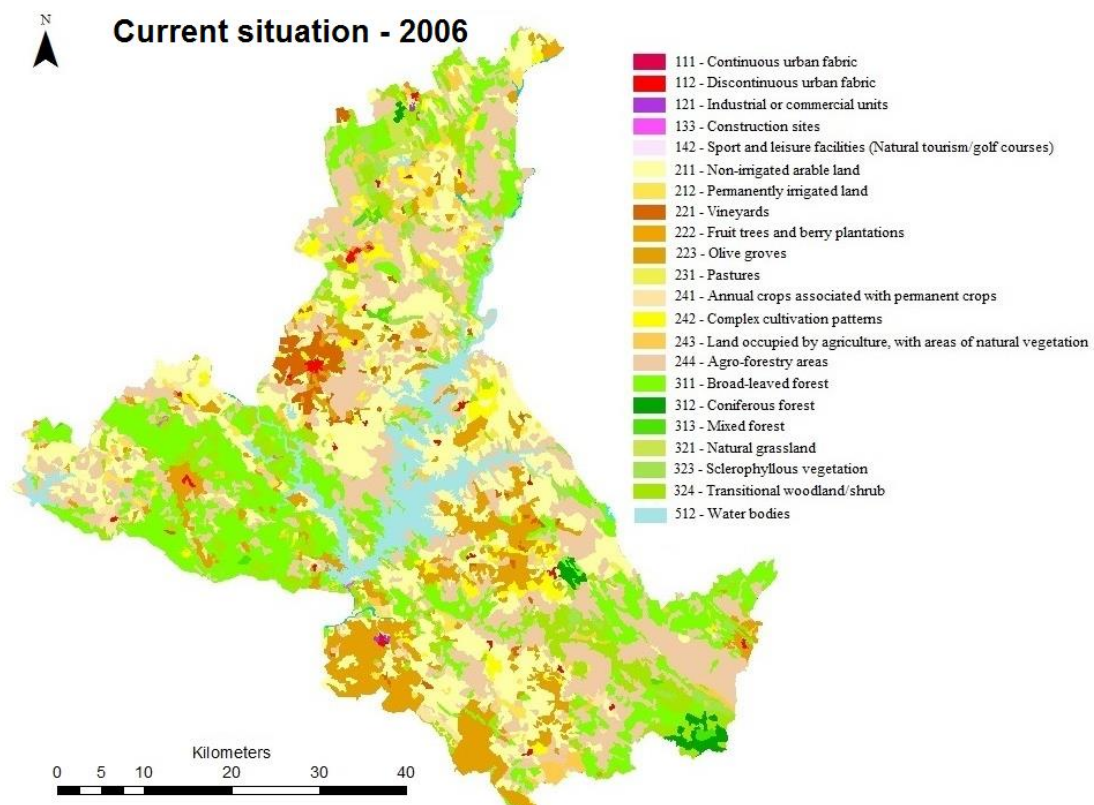 N
Current situation - 2006
111 - Continuous urban fabric
112 - Discontinuous urban fabric
121 - Industrial or commercial units
133 - Construction sites
142 - Sport and leisure facilities (Natural tourism/golf courses)
211 - Non-irrigated arable land
212 - Permanently irrigated land
221 - Vineyards
222 - Fruit trees and berry plantations
223 - Olive groves
231 - Pastures
241 - Annual crops associated with permanent crops
242 - Complex cultivation patterns
243 - Land occupied by agriculture, with areas of natural vegetation
244 - Agro-forestry areas
311 - Broad-leaved forest
312 - Coniferous forest
313 - Mixed forest
321 - Natural grassland
323 - Sclerophyllous vegetation
324 - Transitional woodland/shrub
512 - Water bodies
Kilometers
0 5 10 20 30 40